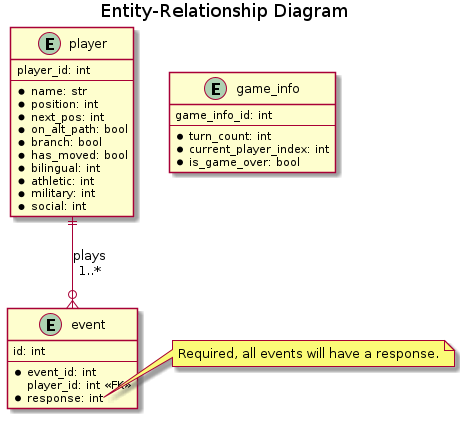 Entity-Relationship Diagram
E player
player_id: int
name: str
position: int
next_pos: int
on_alt_path: bool
branch: bool
has_moved: bool
bilingual: int
athletic: int
military: int
social: int
E game_info
game_info_id: int
turn_count: int
current_player_index: int
is_game_over: bool
plays
1..*
E event
id: int
event_id: int
player_id: int «FK»
response: int
Required, all events will have a response.